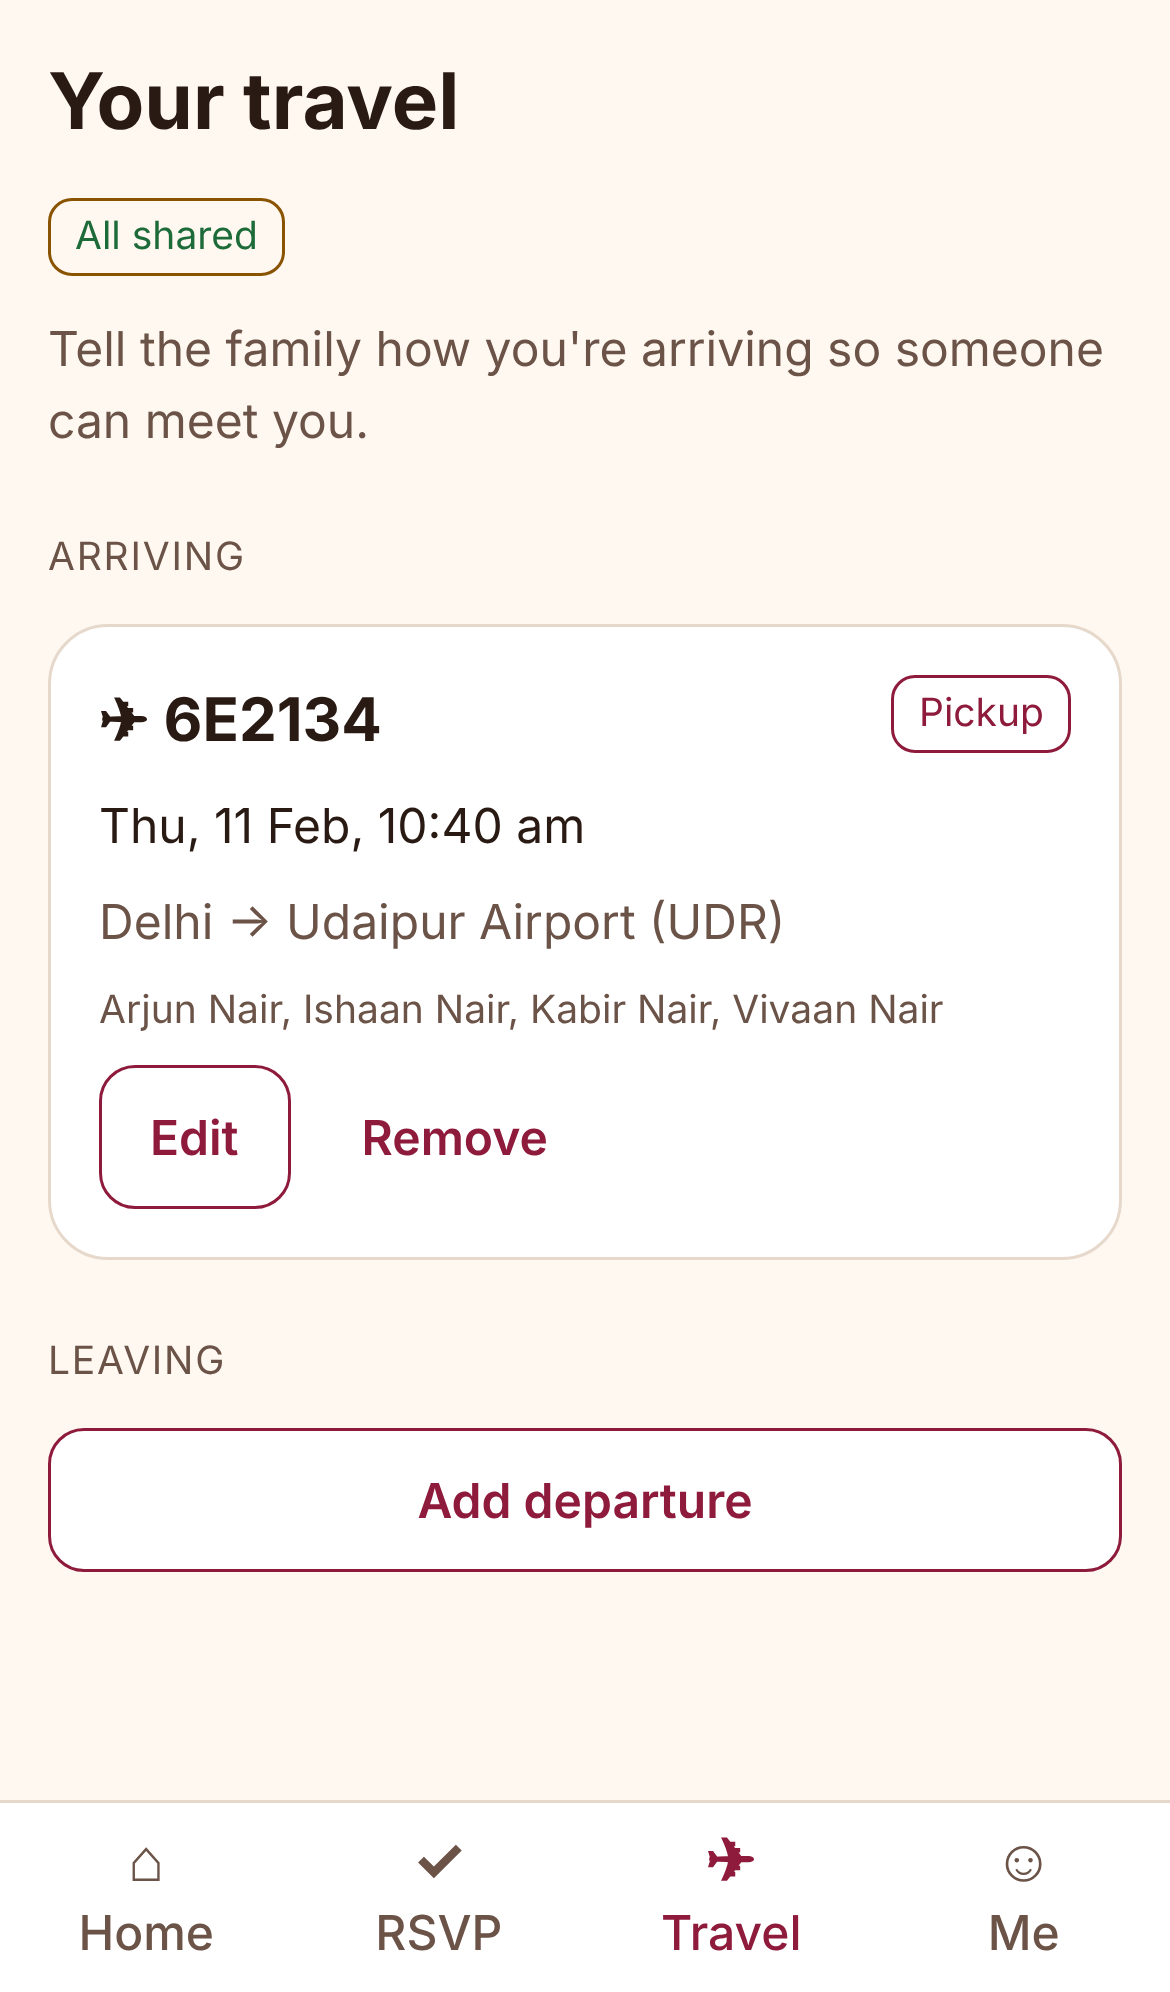 Your travel
All shared
Tell the family how you're arriving so someone
can meet you.
ARRIVING
✈ 6E2134
Pickup
Thu, 11 Feb, 10:40 am
Delhi → Udaipur Airport (UDR)
Arjun Nair, Ishaan Nair, Kabir Nair, Vivaan Nair
Edit
Remove
LEAVING
Add departure
Home
RSVP
Travel
Me